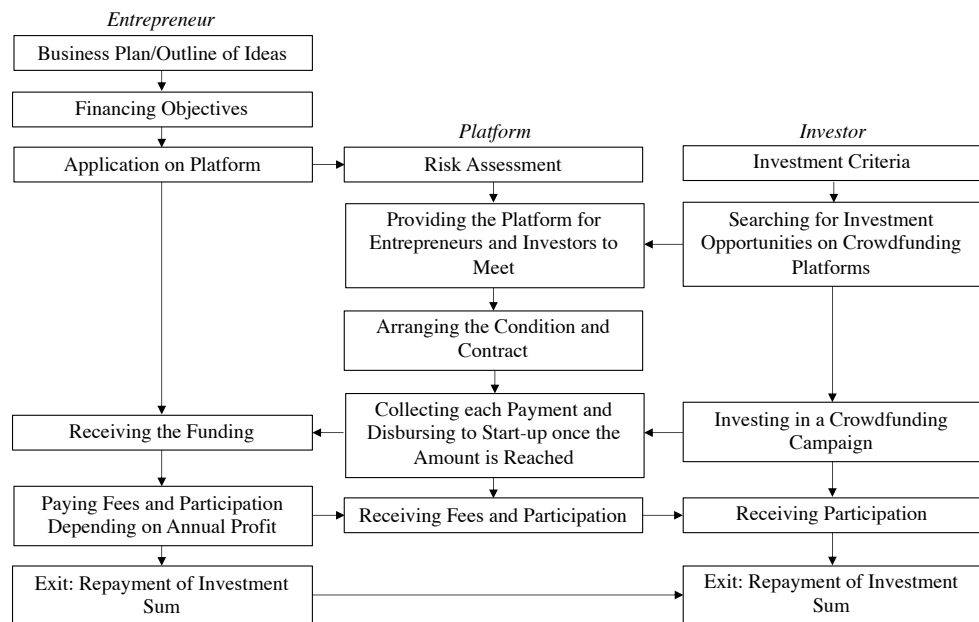 Entrepreneur
Business Plan/Outline of Ideas
Financing Objectives
Application on Platform
Receiving the Funding
Paying Fees and Participation
Depending on Annual Profit
Exit: Repayment of Investment
Sum
Platform
Risk Assessment
Providing the Platform for
Entrepreneurs and Investors to
Meet
Arranging the Condition and
Contract
Collecting each Payment and
Disbursing to Start-up once the
Amount is Reached
Receiving Fees and Participation
Investor
Investment Criteria
Searching for Investment
Opportunities on Crowdfunding
Platforms
Investing in a Crowdfunding
Campaign
Receiving Participation
Exit: Repayment of Investment
Sum